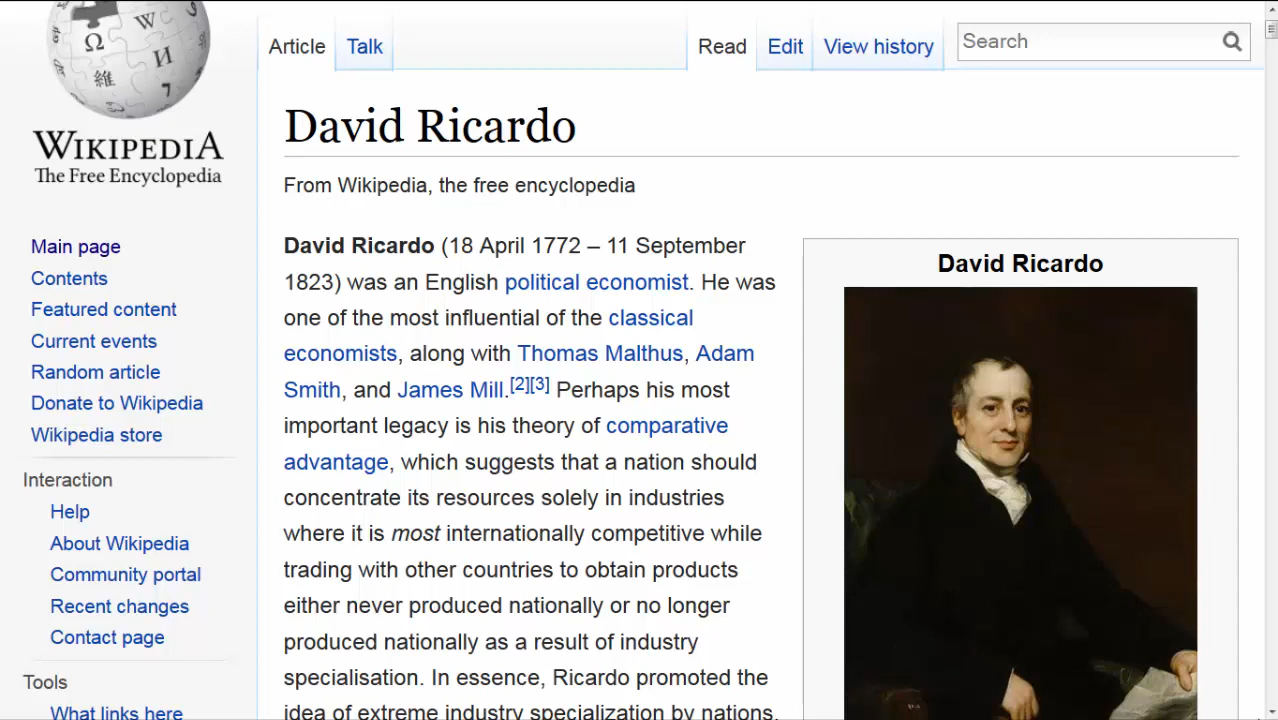 Article Talk Read Edit View history Search
WIKIPEDIA
The Free Encyclopedia
Main page
Contents
Featured content
Current events
Random article
Donate to Wikipedia
Wikipedia store
Interaction
Help
About Wikipedia
Community portal
Recent changes
Contact page
Tools
What links here
David Ricardo
From Wikipedia, the free encyclopedia
David Ricardo (18 April 1772 – 11 September
1823) was an English political economist. He was
one of the most influential of the classical
economists, along with Thomas Malthus, Adam
Smith, and James Mill.[2][3] Perhaps his most
important legacy is his theory of comparative
advantage, which suggests that a nation should
concentrate its resources solely in industries
where it is most internationally competitive while
trading with other countries to obtain products
either never produced nationally or no longer
produced nationally as a result of industry
specialisation. In essence, Ricardo promoted the
idea of extreme industry specialization by nations,
David Ricardo